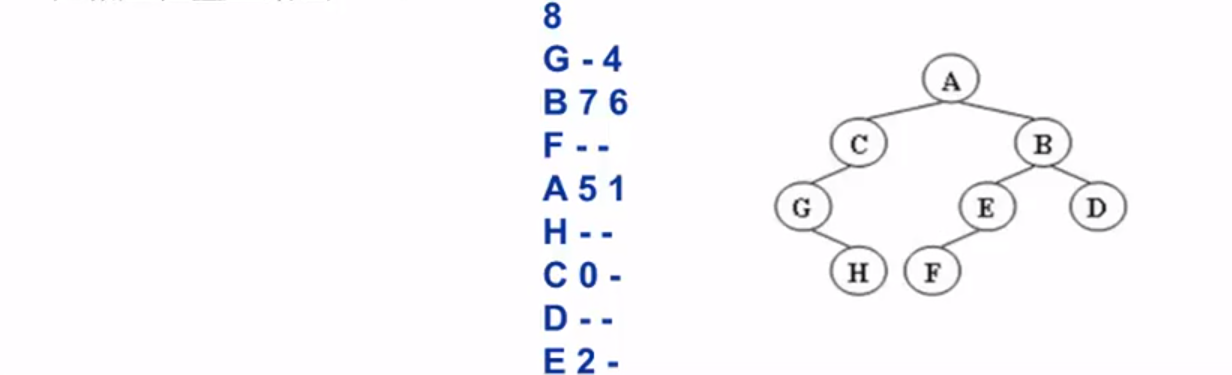 8
G - 4
B 7 6
F - -
A 5 1
H - -
C 0 -
D - -
E 2 -
A
C B
G E D
H F